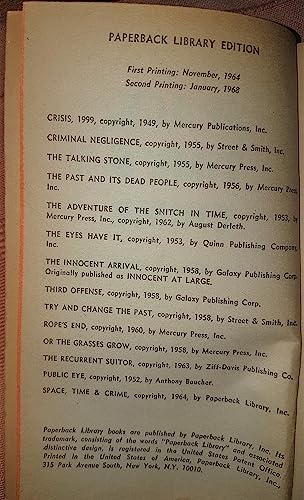 PAPERBACK LIBRARY EDITION
First Printing: November, 1964
Second Printing: January, 1968
CRISIS, 1999, copyright, 1949, by Mercury Publications, Inc.
CRIMINAL NEGLIGENCE, copyright, 1955, by Street & Smith, Inc.
THE TALKING STONE, copyright, 1955, by Mercury Press, Inc.
THE PAST AND ITS DEAD PEOPLE, copyright, 1956, by Mercury Press,
Inc.
THE ADVENTURE OF THE SNITCH IN TIME, copyright, 1953, by
Mercury Press, Inc., copyright, 1962, by August Derleth.
THE EYES HAVE IT, copyright, 1953, by Quinn Publishing Company,
Inc.
THE INNOCENT ARRIVAL, copyright, 1958, by Galaxy Publishing Corp.
Originally published as INNOCENT AT LARGE.
THIRD OFFENSE, copyright, 1958, by Galaxy Publishing Corp.
TRY AND CHANGE THE PAST, copyright, 1958, by Street & Smith, Inc.
ROPE'S END, copyright, 1960, by Mercury Press, Inc.
OR THE GRASSES GROW, copyright, 1958, by Mercury Press, Inc.
THE RECURRENT SUITOR, copyright, 1963, by Ziff-Davis Publishing Co.
PUBLIC EYE, copyright, 1952, by Anthony Boucher.
SPACE, TIME & CRIME, copyright, 1964, by Paperback Library, Inc.
Paperback Library books are published by Paperback Library, Inc. Its
trademark, consisting of the words "Paperback Library" and associated
distinctive design, is registered in the United States Patent Office.
Printed in the United States of America, Paperback Library, Inc.,
315 Park Avenue South, New York, N.Y. 10010.